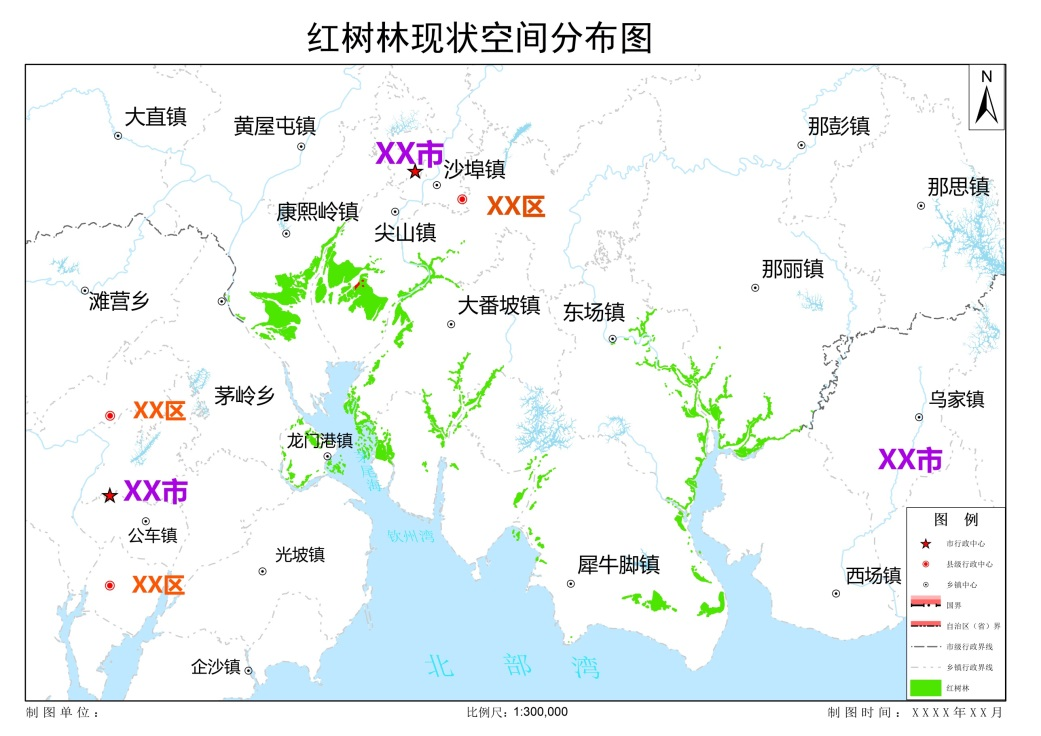 红树林现状空间分布图
N
大直镇
黄屋屯镇
那彭镇
XX市
沙埠镇
那思镇
XX区
康熙岭镇
尖山镇
那丽镇
滩营乡
大番坡镇
东场镇
茅岭乡
乌家镇
XX区
龙门港镇
XX市
XX市
公车镇
钦州湾
光坡镇
犀牛脚镇
西场镇
XX区
企沙镇
北部湾
图 例
市行政中心
县级行政中心
乡镇中心
国界
自治区（省）界
市级行政界线
乡镇行政界线
红树林
制图单位：
比例尺：1:300,000
制图时间：XXXX年XX月